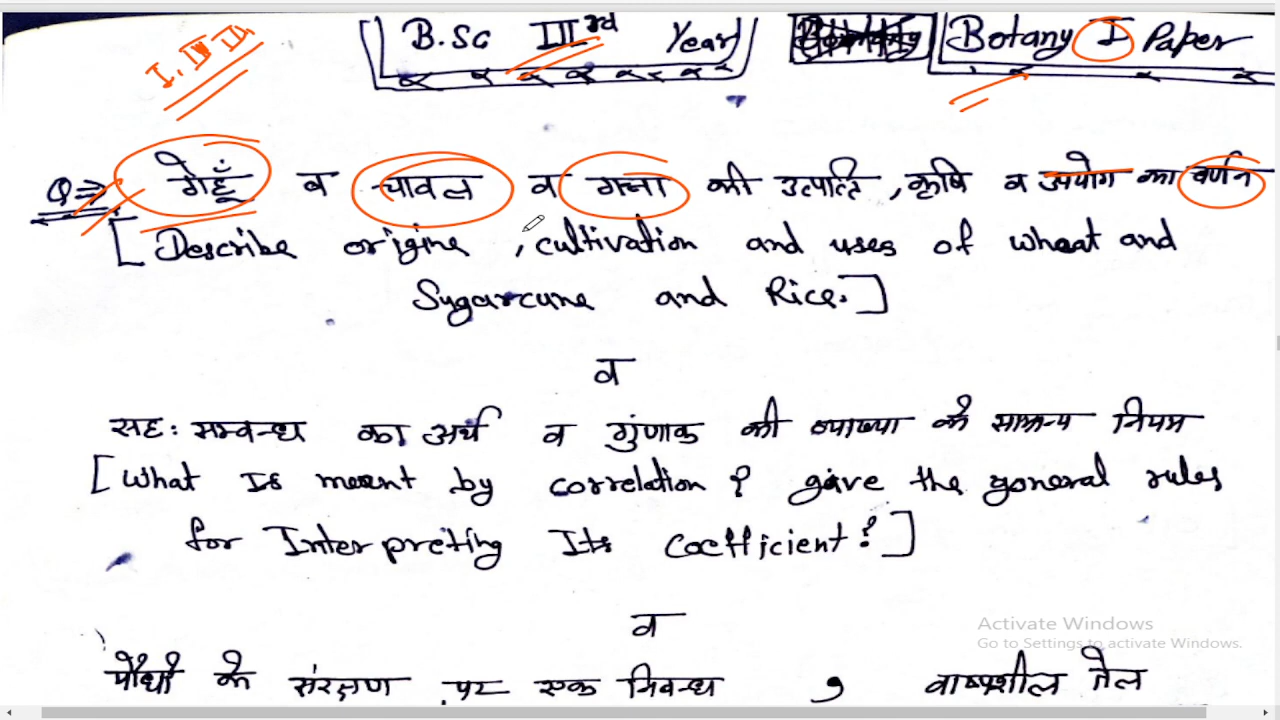 I, II, III
B.Sc IIIrd Year
Botany I Paper
Q⇒ गेहूँ व चावल व गन्ना की उत्पत्ति, कृषि व उपयोग का वर्णन
[Describe origine, cultivation and uses of wheat and
Sugarcune and Rice.]
व
सह: सम्बन्ध का अर्थ व गुंणाक की व्याख्या के सामान्य नियम
[What Is meant by correlation? give the general rules
for Interpreting Its coefficient?]
व
पौधों के संरक्षण पर एक निबन्ध , वाष्पशील तेल
Activate Windows
Go to Settings to activate Windows.